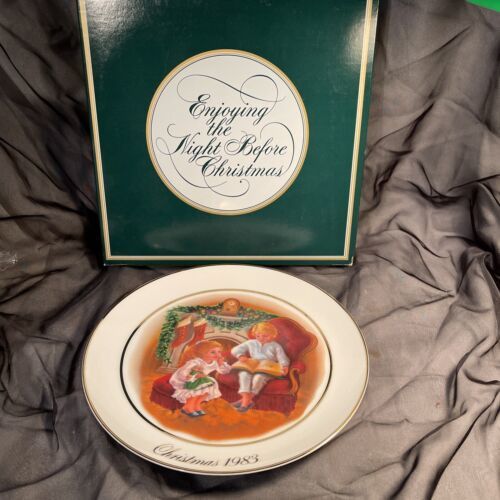 Enjoying
the
Night Before
Christmas
Christmas 1983